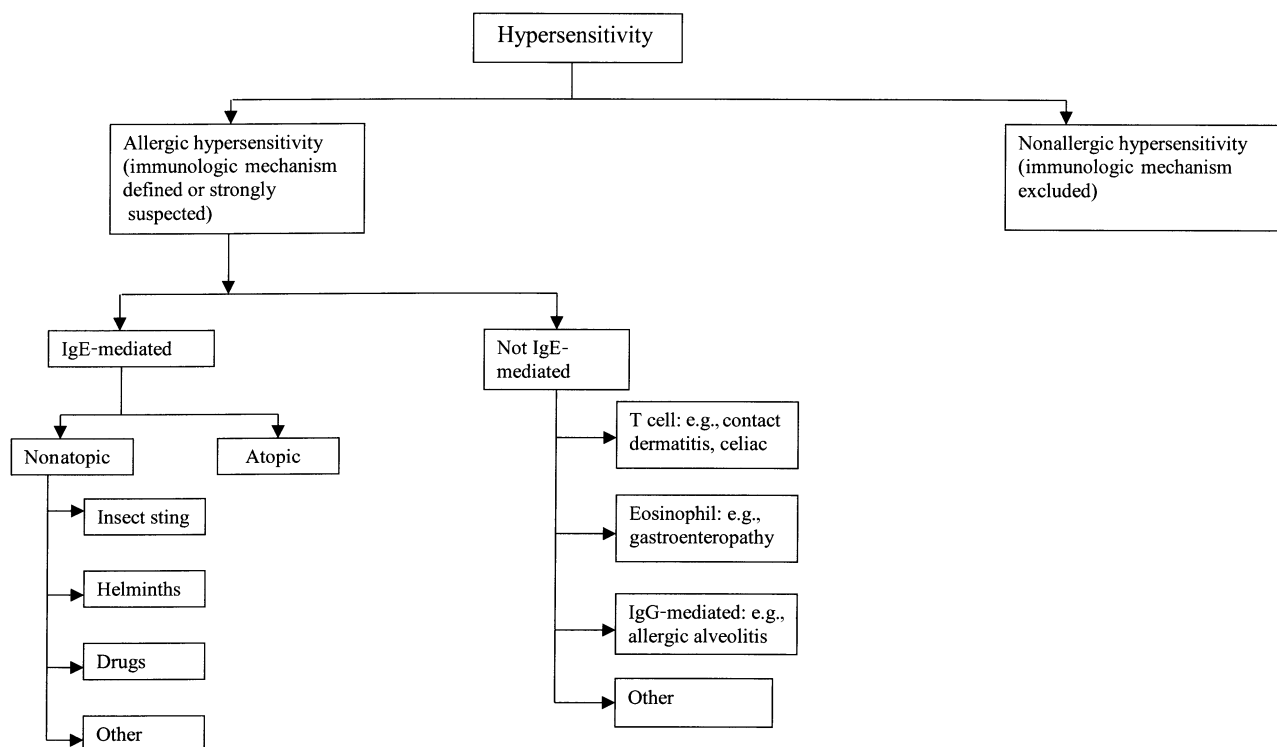 Hypersensitivity
Allergic hypersensitivity
(immunologic mechanism
defined or strongly
suspected)
Nonallergic hypersensitivity
(immunologic mechanism
excluded)
IgE-mediated
Not IgE-
mediated
T cell: e.g., contact
dermatitis, celiac
Nonatopic
Atopic
Insect sting
Eosinophil: e.g.,
gastroenteropathy
Helminths
IgG-mediated: e.g.,
allergic alveolitis
Drugs
Other
Other